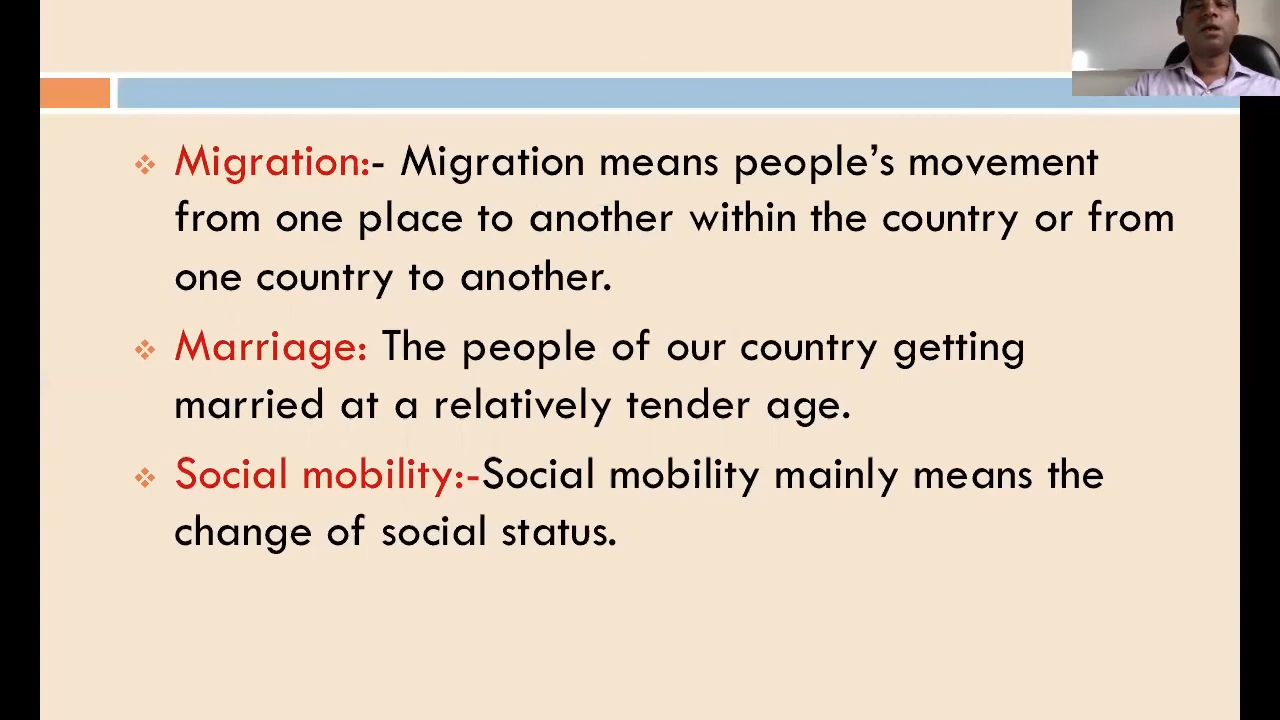 Migration:- Migration means people’s movement
from one place to another within the country or from
one country to another.
Marriage: The people of our country getting
married at a relatively tender age.
Social mobility:-Social mobility mainly means the
change of social status.